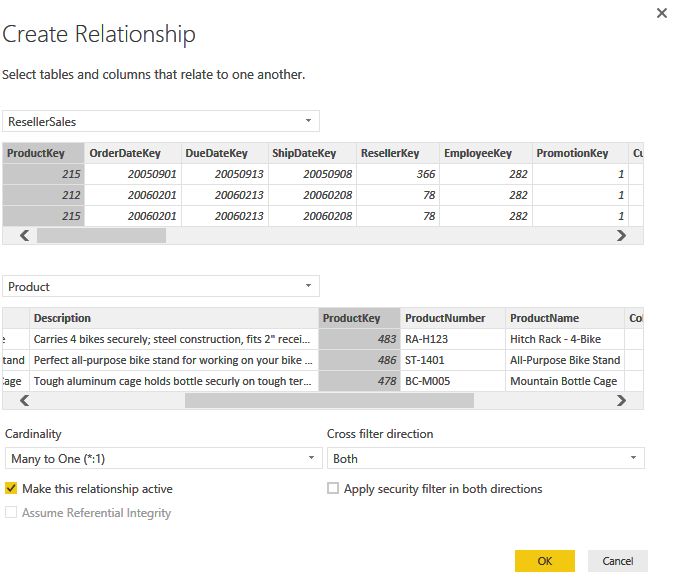 Create Relationship
Select tables and columns that relate to one another.
ResellerSales
ProductKey OrderDateKey DueDateKey ShipDateKey ResellerKey EmployeeKey PromotionKey Cu
215 20050901 20050913 20050908 366 282 1
212 20060201 20060213 20060208 78 282 1
215 20060201 20060213 20060208 78 282 1
Product
Description ProductKey ProductNumber ProductName Col
e Carries 4 bikes securely; steel construction, fits 2" recei... 483 RA-H123 Hitch Rack - 4-Bike
tand Perfect all-purpose bike stand for working on your bike ... 486 ST-1401 All-Purpose Bike Stand
Cage Tough aluminum cage holds bottle securly on tough ter... 478 BC-M005 Mountain Bottle Cage
Cardinality Cross filter direction
Many to One (*:1) Both
Make this relationship active Apply security filter in both directions
Assume Referential Integrity
OK Cancel